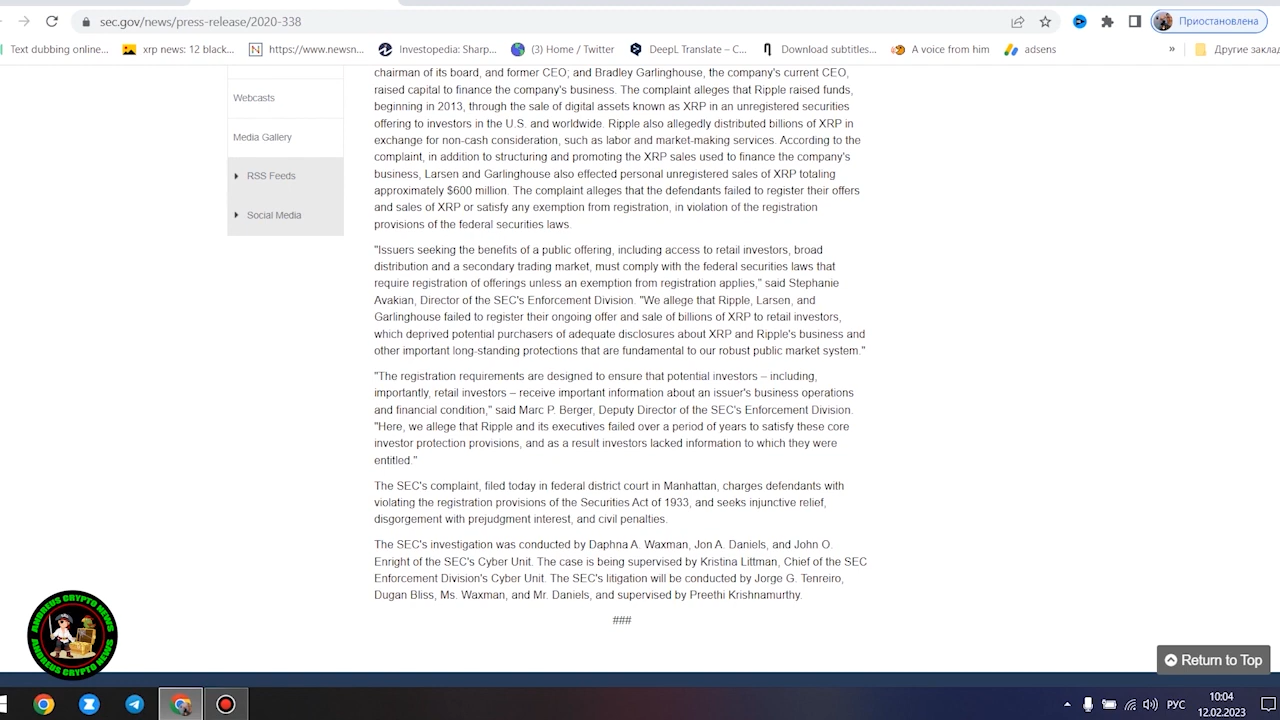 sec.gov/news/press-release/2020-338
Приостановлена
Text dubbing online...
xrp news: 12 black...
https://www.newsn...
Investopedia: Sharp...
(3) Home / Twitter
DeepL Translate – C...
Download subtitles...
A voice from him
adsens
»
Другие заклад
chairman of its board, and former CEO; and Bradley Garlinghouse, the company's current CEO,
raised capital to finance the company's business. The complaint alleges that Ripple raised funds,
beginning in 2013, through the sale of digital assets known as XRP in an unregistered securities
offering to investors in the U.S. and worldwide. Ripple also allegedly distributed billions of XRP in
exchange for non-cash consideration, such as labor and market-making services. According to the
complaint, in addition to structuring and promoting the XRP sales used to finance the company's
business, Larsen and Garlinghouse also effected personal unregistered sales of XRP totaling
approximately $600 million. The complaint alleges that the defendants failed to register their offers
and sales of XRP or satisfy any exemption from registration, in violation of the registration
provisions of the federal securities laws.
Webcasts
Media Gallery
RSS Feeds
Social Media
"Issuers seeking the benefits of a public offering, including access to retail investors, broad
distribution and a secondary trading market, must comply with the federal securities laws that
require registration of offerings unless an exemption from registration applies," said Stephanie
Avakian, Director of the SEC's Enforcement Division. "We allege that Ripple, Larsen, and
Garlinghouse failed to register their ongoing offer and sale of billions of XRP to retail investors,
which deprived potential purchasers of adequate disclosures about XRP and Ripple's business and
other important long-standing protections that are fundamental to our robust public market system."
"The registration requirements are designed to ensure that potential investors – including,
importantly, retail investors – receive important information about an issuer's business operations
and financial condition," said Marc P. Berger, Deputy Director of the SEC's Enforcement Division.
"Here, we allege that Ripple and its executives failed over a period of years to satisfy these core
investor protection provisions, and as a result investors lacked information to which they were
entitled."
The SEC's complaint, filed today in federal district court in Manhattan, charges defendants with
violating the registration provisions of the Securities Act of 1933, and seeks injunctive relief,
disgorgement with prejudgment interest, and civil penalties.
The SEC's investigation was conducted by Daphna A. Waxman, Jon A. Daniels, and John O.
Enright of the SEC's Cyber Unit. The case is being supervised by Kristina Littman, Chief of the SEC
Enforcement Division's Cyber Unit. The SEC's litigation will be conducted by Jorge G. Tenreiro,
Dugan Bliss, Ms. Waxman, and Mr. Daniels, and supervised by Preethi Krishnamurthy.
###
ANDREUS CRYPTO NEWS
ANDREUS CRYPTO NEWS
Return to Top
РУС
10:04
12.02.2023